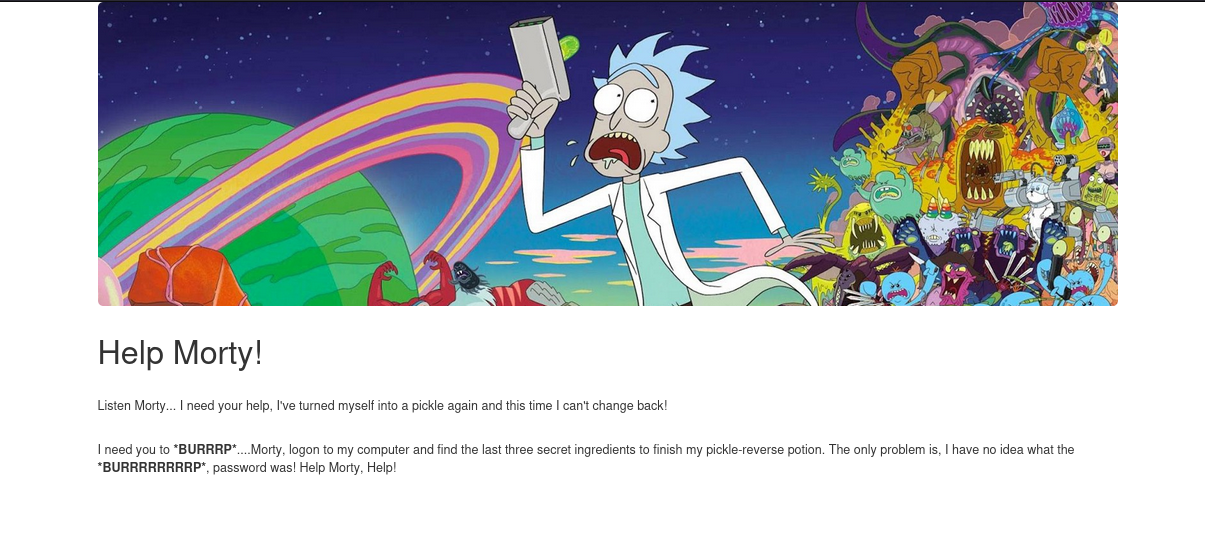 Help Morty!
Listen Morty... I need your help, I've turned myself into a pickle again and this time I can't change back!
I need you to *BURRRP*....Morty, logon to my computer and find the last three secret ingredients to finish my pickle-reverse potion. The only problem is, I have no idea what the
*BURRRRRRRRP*, password was! Help Morty, Help!